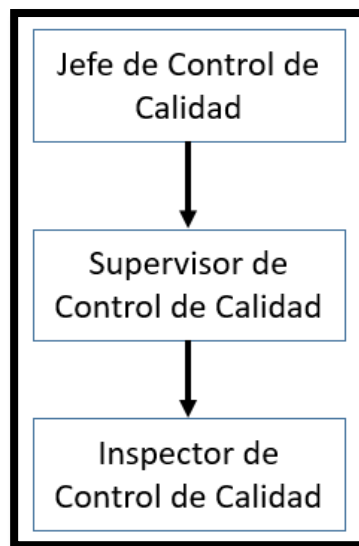 Jefe de Control de
Calidad
Supervisor de
Control de Calidad
Inspector de
Control de Calidad